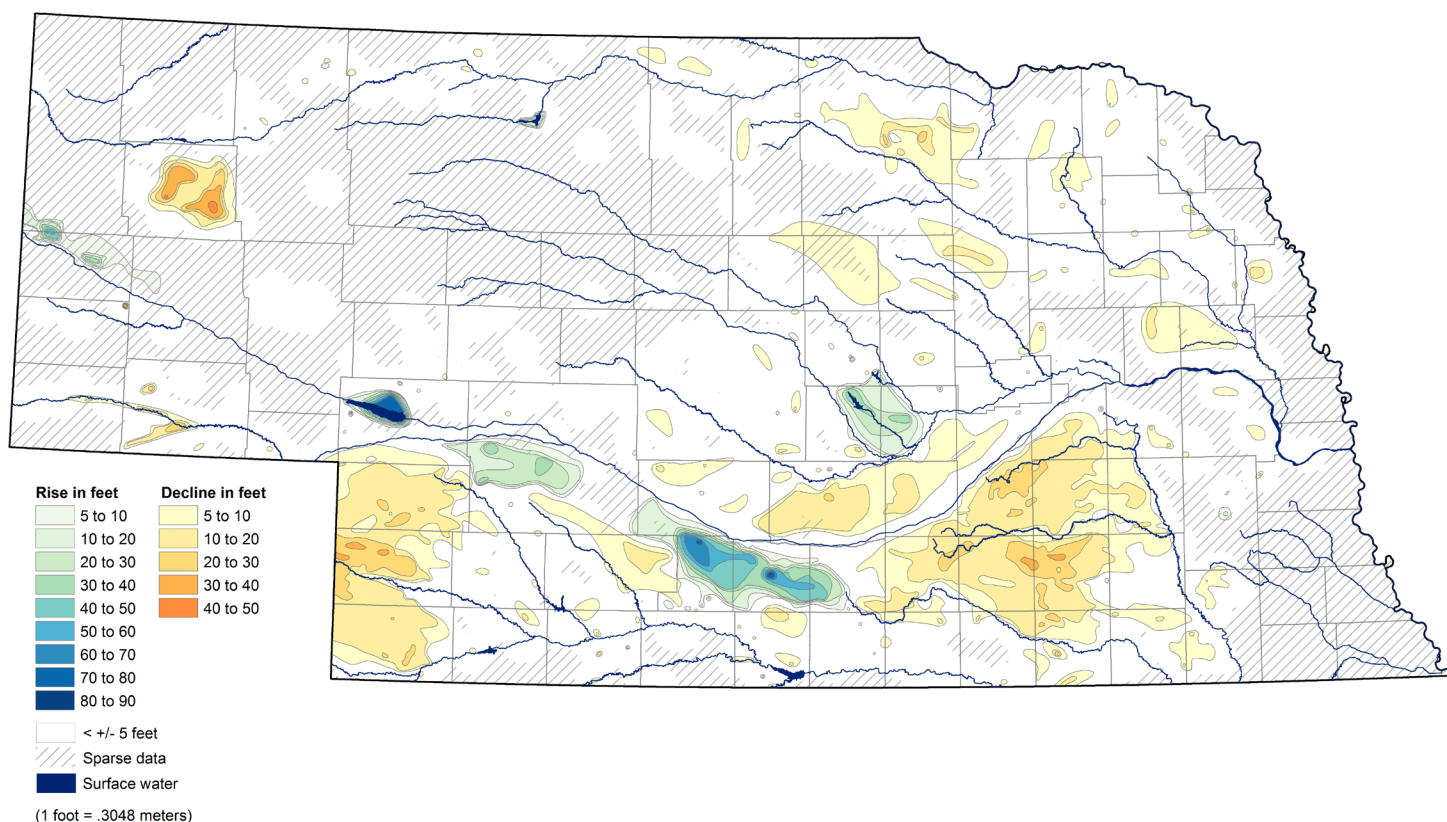 Rise in feet
5 to 10
10 to 20
20 to 30
30 to 40
40 to 50
50 to 60
60 to 70
70 to 80
80 to 90
Decline in feet
5 to 10
10 to 20
20 to 30
30 to 40
40 to 50
< +/- 5 feet
Sparse data
Surface water
(1 foot = .3048 meters)